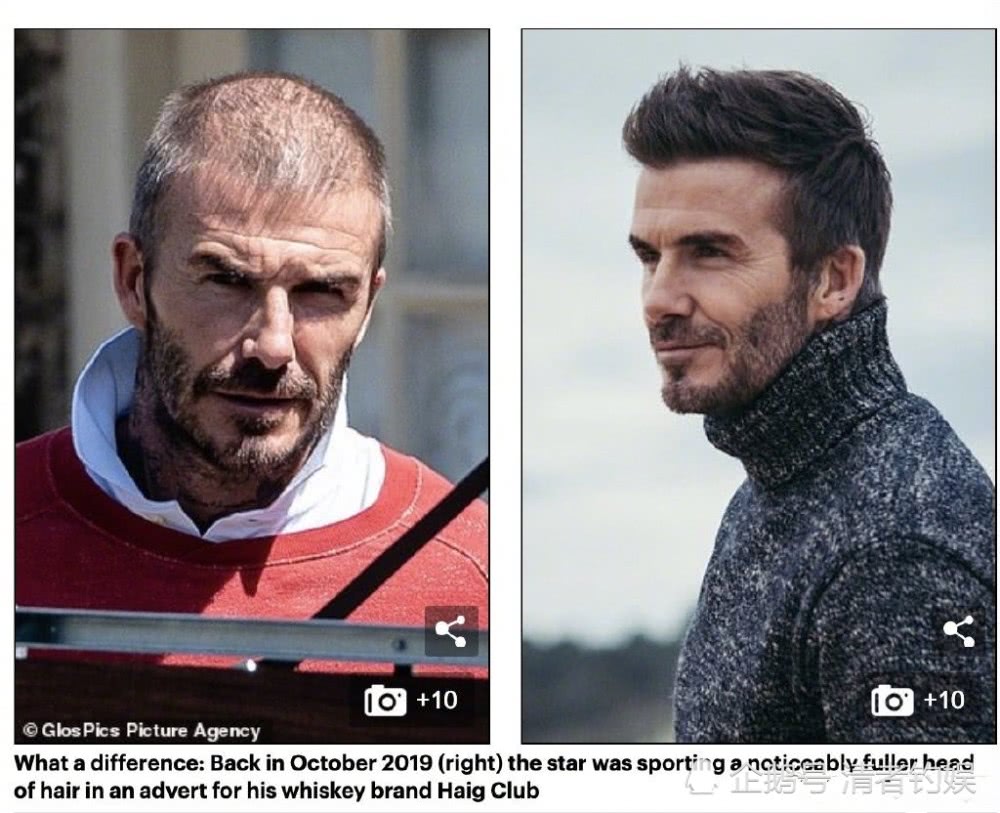 +10
+10
© GlosPics Picture Agency
What a difference: Back in October 2019 (right) the star was sporting a noticeably fuller head
of hair in an advert for his whiskey brand Haig Club
企鹅号 清者钓娱